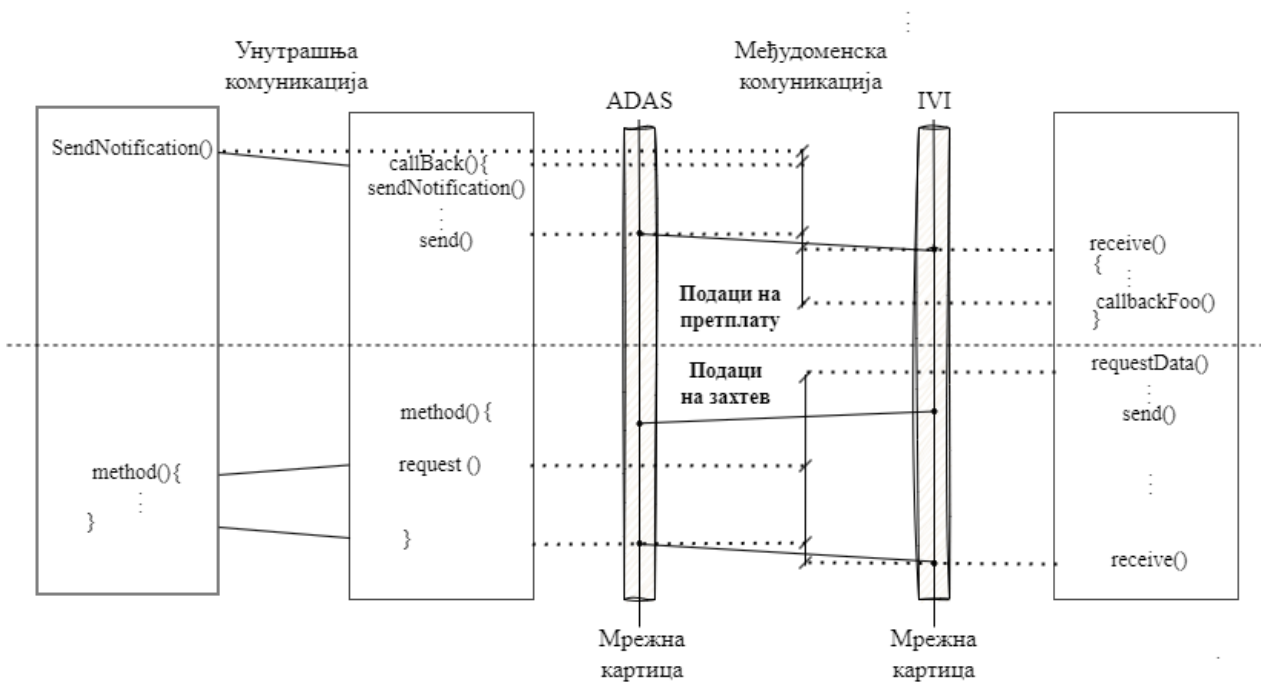 Унутрашња
комуникација
Међудоменска
комуникација
ADAS
IVI
SendNotification()
callBack(){
sendNotification()
⋮
send()
receive()
{
⋮
callbackFoo()
}
Подаци на
претплату
Подаци
на захтев
requestData()
⋮
send()
method(){
request ()
}
method(){
⋮
}
⋮
receive()
Мрежна
картица
Мрежна
картица